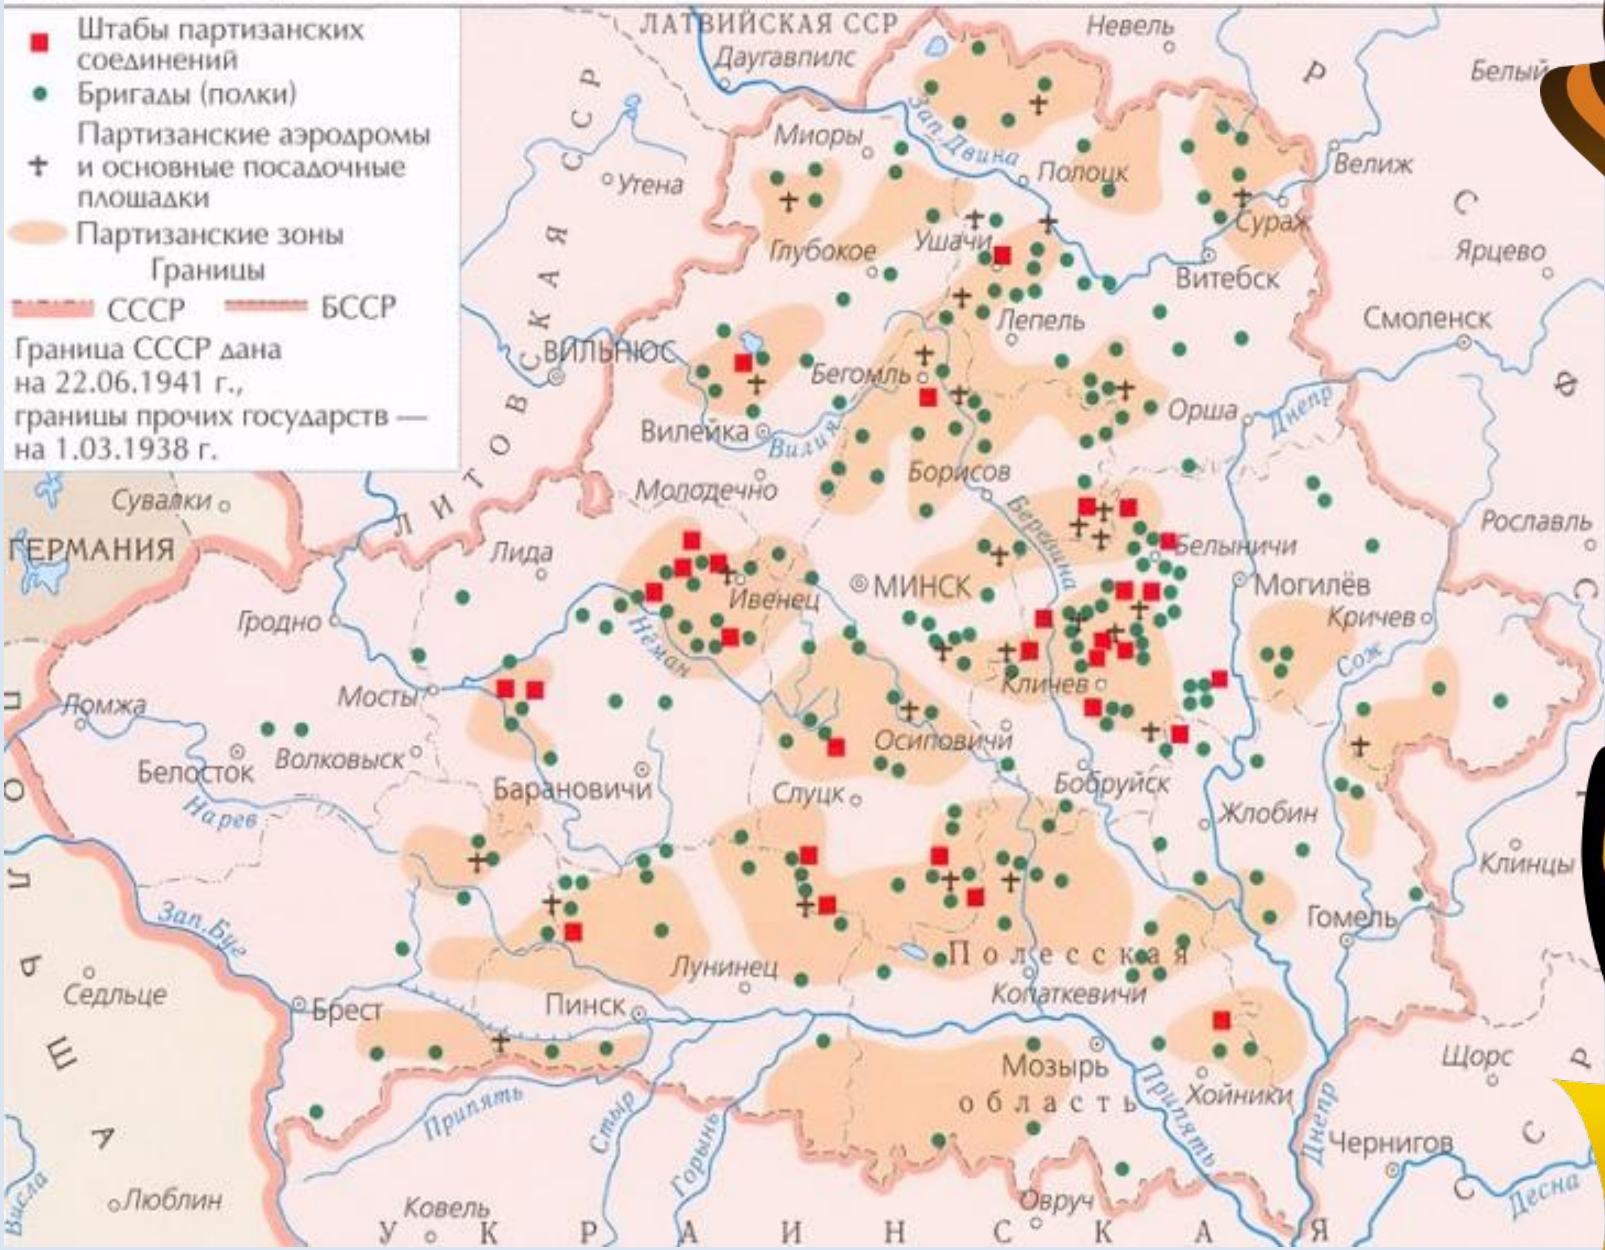 Штабы партизанских
соединений
Бригады (полки)
Партизанские аэродромы
и основные посадочные
площадки
Партизанские зоны
Границы
СССР БССР
Граница СССР дана
на 22.06.1941 г.,
границы прочих государств —
на 1.03.1938 г.
ЛАТВИЙСКАЯ ССР
Невель
Даугавпилс
Белый
Зап. Двина
Миоры
Полоцк
Велиж
Утена
Сураж
Глубокое
Ушачи
Витебск
Ярцево
Лепель
Смоленск
ВИЛЬНЮС
Бегомль
Орша
Днепр
Вилейка
Вилия
Борисов
Молодечно
Сувалки
ЛИТОВСКАЯ ССР
Березина
Рославль
ГЕРМАНИЯ
Лида
Белыничи
МИНСК
Могилёв
Ивенец
Гродно
Кричев
Нёман
Сож
Мосты
Кличев
Ломжа
Осиповичи
Волковыск
Белосток
Барановичи
Слуцк
Бобруйск
Нарев
Жлобин
Клинцы
Зап. Буг
Гомель
Полесская
Лунинец
Седльце
Копаткевичи
Брест
Пинск
Мозырь
Щорс
Хойники
область
Припять
Припять
Стыр
Горынь
Днепр
Чернигов
Десна
Люблин
Висла
Ковель
Овруч
УКРАИНСКАЯ
ССР
ПОЛЬША
Р С Ф С Р